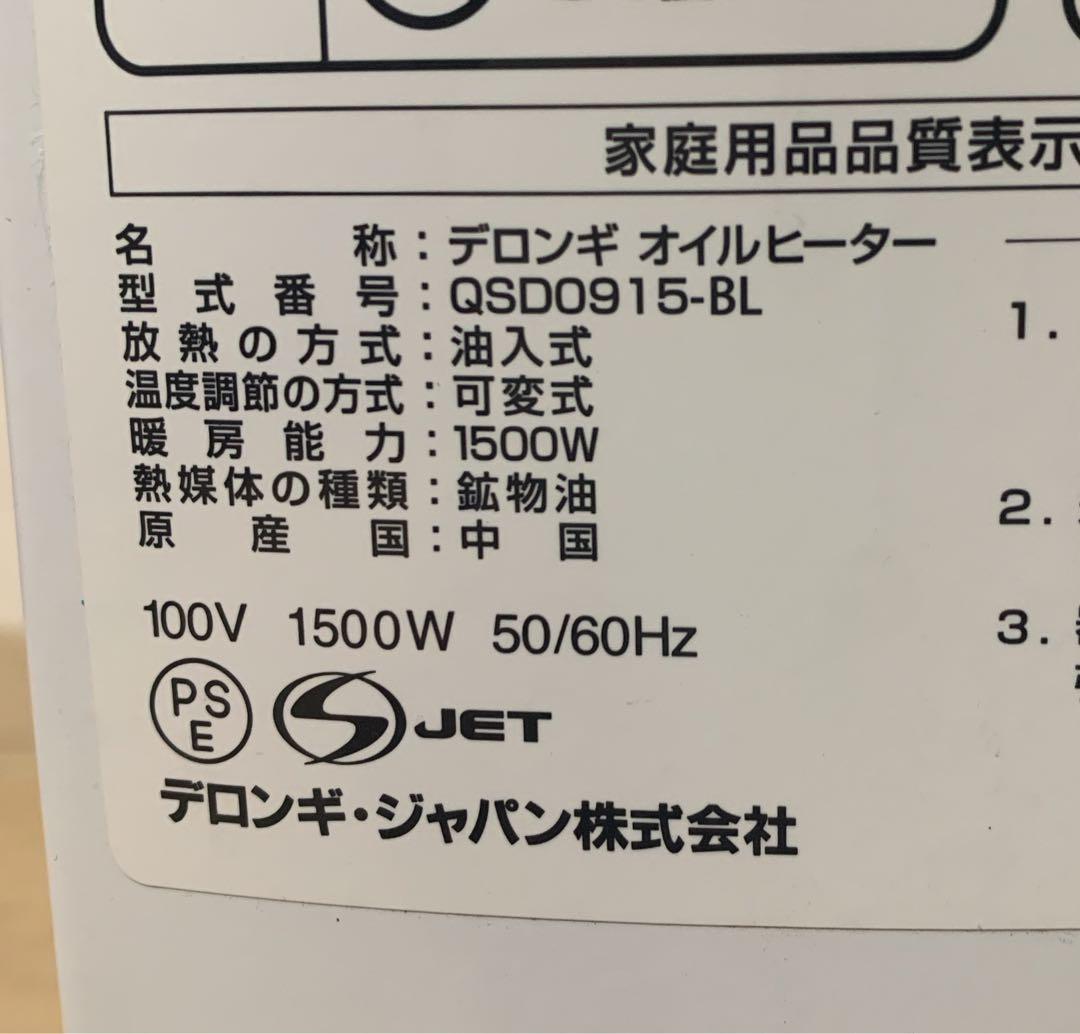 家庭用品品質表示
名称：デロンギ オイルヒーター
型式番号：QSD0915-BL
放熱の方式：油入式
温度調節の方式：可変式
暖房能力：1500W
熱媒体の種類：鉱物油
原産国：中国
100V 1500W 50/60Hz
PSE
JET
デロンギ・ジャパン株式会社
1.
2.
3.